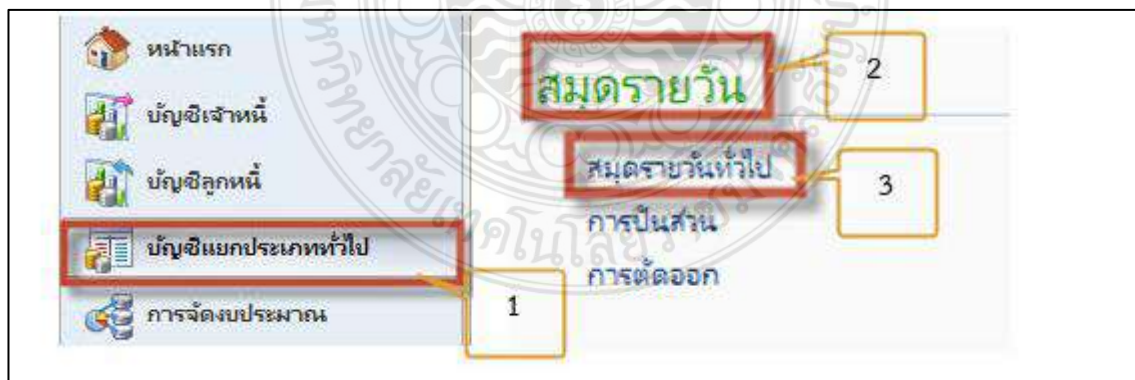 หน้าแรก
บัญชีเจ้าหนี้
บัญชีลูกหนี้
บัญชีแยกประเภททั่วไป
การจัดงบประมาณ
1
สมุดรายวัน
2
สมุดรายวันทั่วไป
3
การปันส่วน
การตัดออก